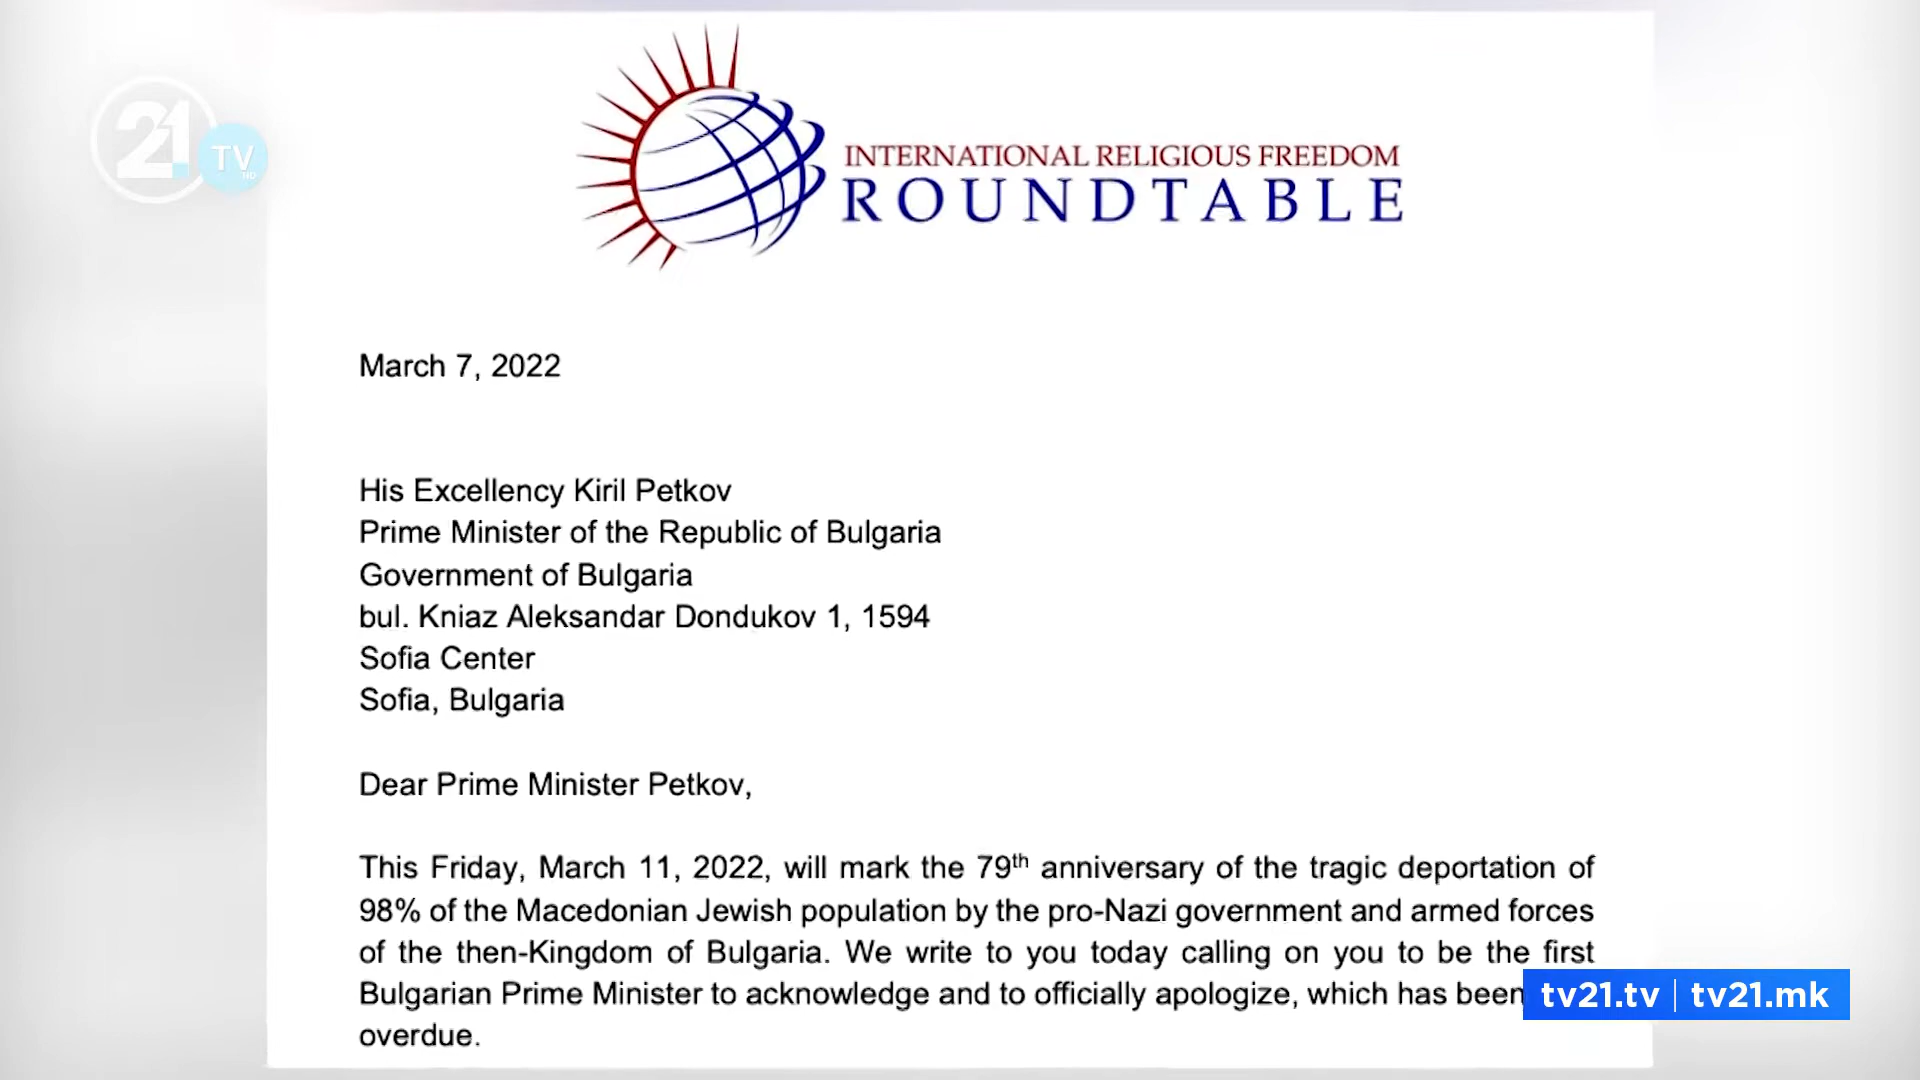 21
TV
HD
INTERNATIONAL RELIGIOUS FREEDOM
ROUNDTABLE
March 7, 2022
His Excellency Kiril Petkov
Prime Minister of the Republic of Bulgaria
Government of Bulgaria
bul. Kniaz Aleksandar Dondukov 1, 1594
Sofia Center
Sofia, Bulgaria
Dear Prime Minister Petkov,
This Friday, March 11, 2022, will mark the 79th anniversary of the tragic deportation of
98% of the Macedonian Jewish population by the pro-Nazi government and armed forces
of the then-Kingdom of Bulgaria. We write to you today calling on you to be the first
Bulgarian Prime Minister to acknowledge and to officially apologize, which has been
overdue.
tv21.tv | tv21.mk